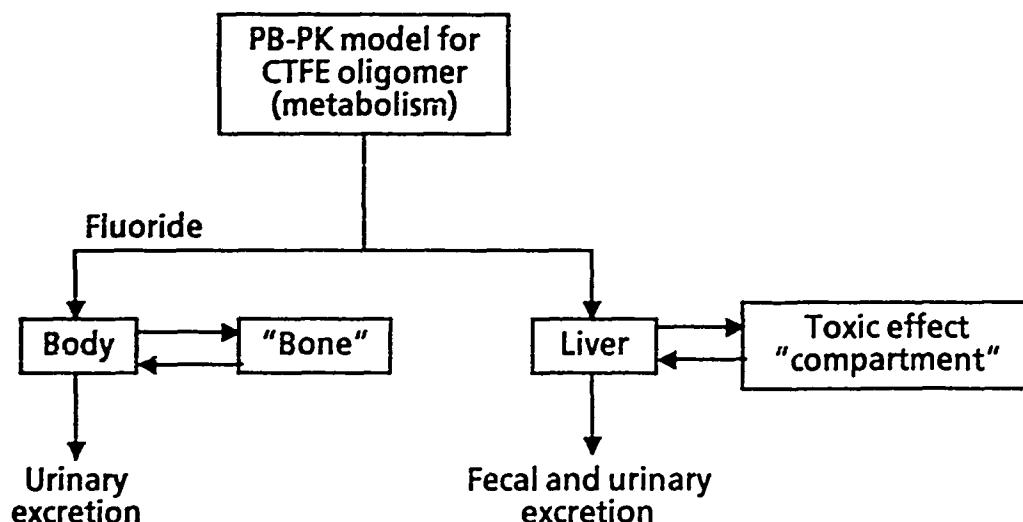 PB-PK model for
CTFE oligomer
(metabolism)
Fluoride
Body
"Bone"
Liver
Toxic effect
"compartment"
Urinary
excretion
Fecal and urinary
excretion